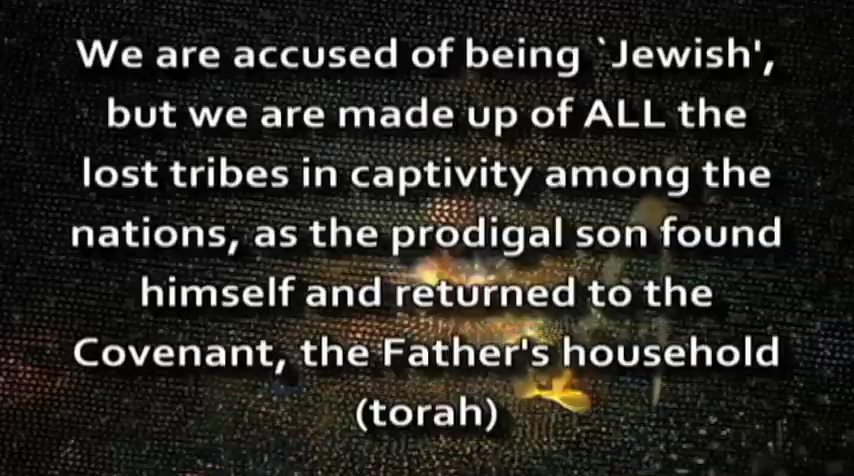 We are accused of being `Jewish',
but we are made up of ALL the
lost tribes in captivity among the
nations, as the prodigal son found
himself and returned to the
Covenant, the Father's household
(torah)